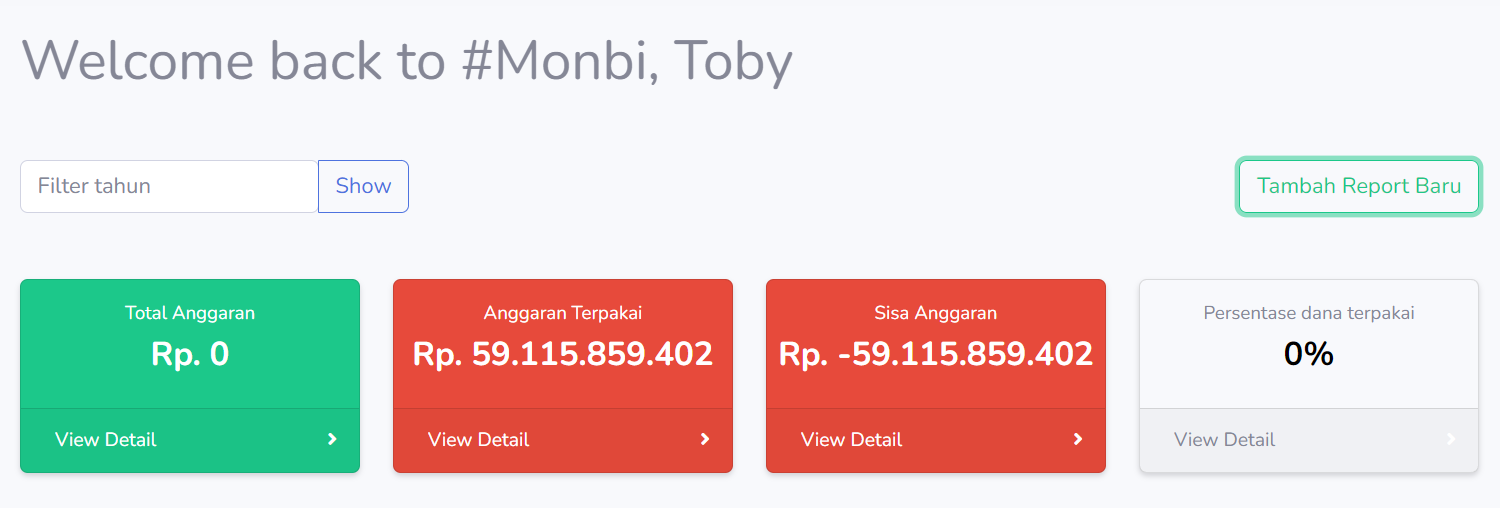 Welcome back to #Monbi, Toby
Filter tahun
Show
Tambah Report Baru
Total Anggaran
Rp. 0
View Detail
Anggaran Terpakai
Rp. 59.115.859.402
View Detail
Sisa Anggaran
Rp. -59.115.859.402
View Detail
Persentase dana terpakai
0%
View Detail